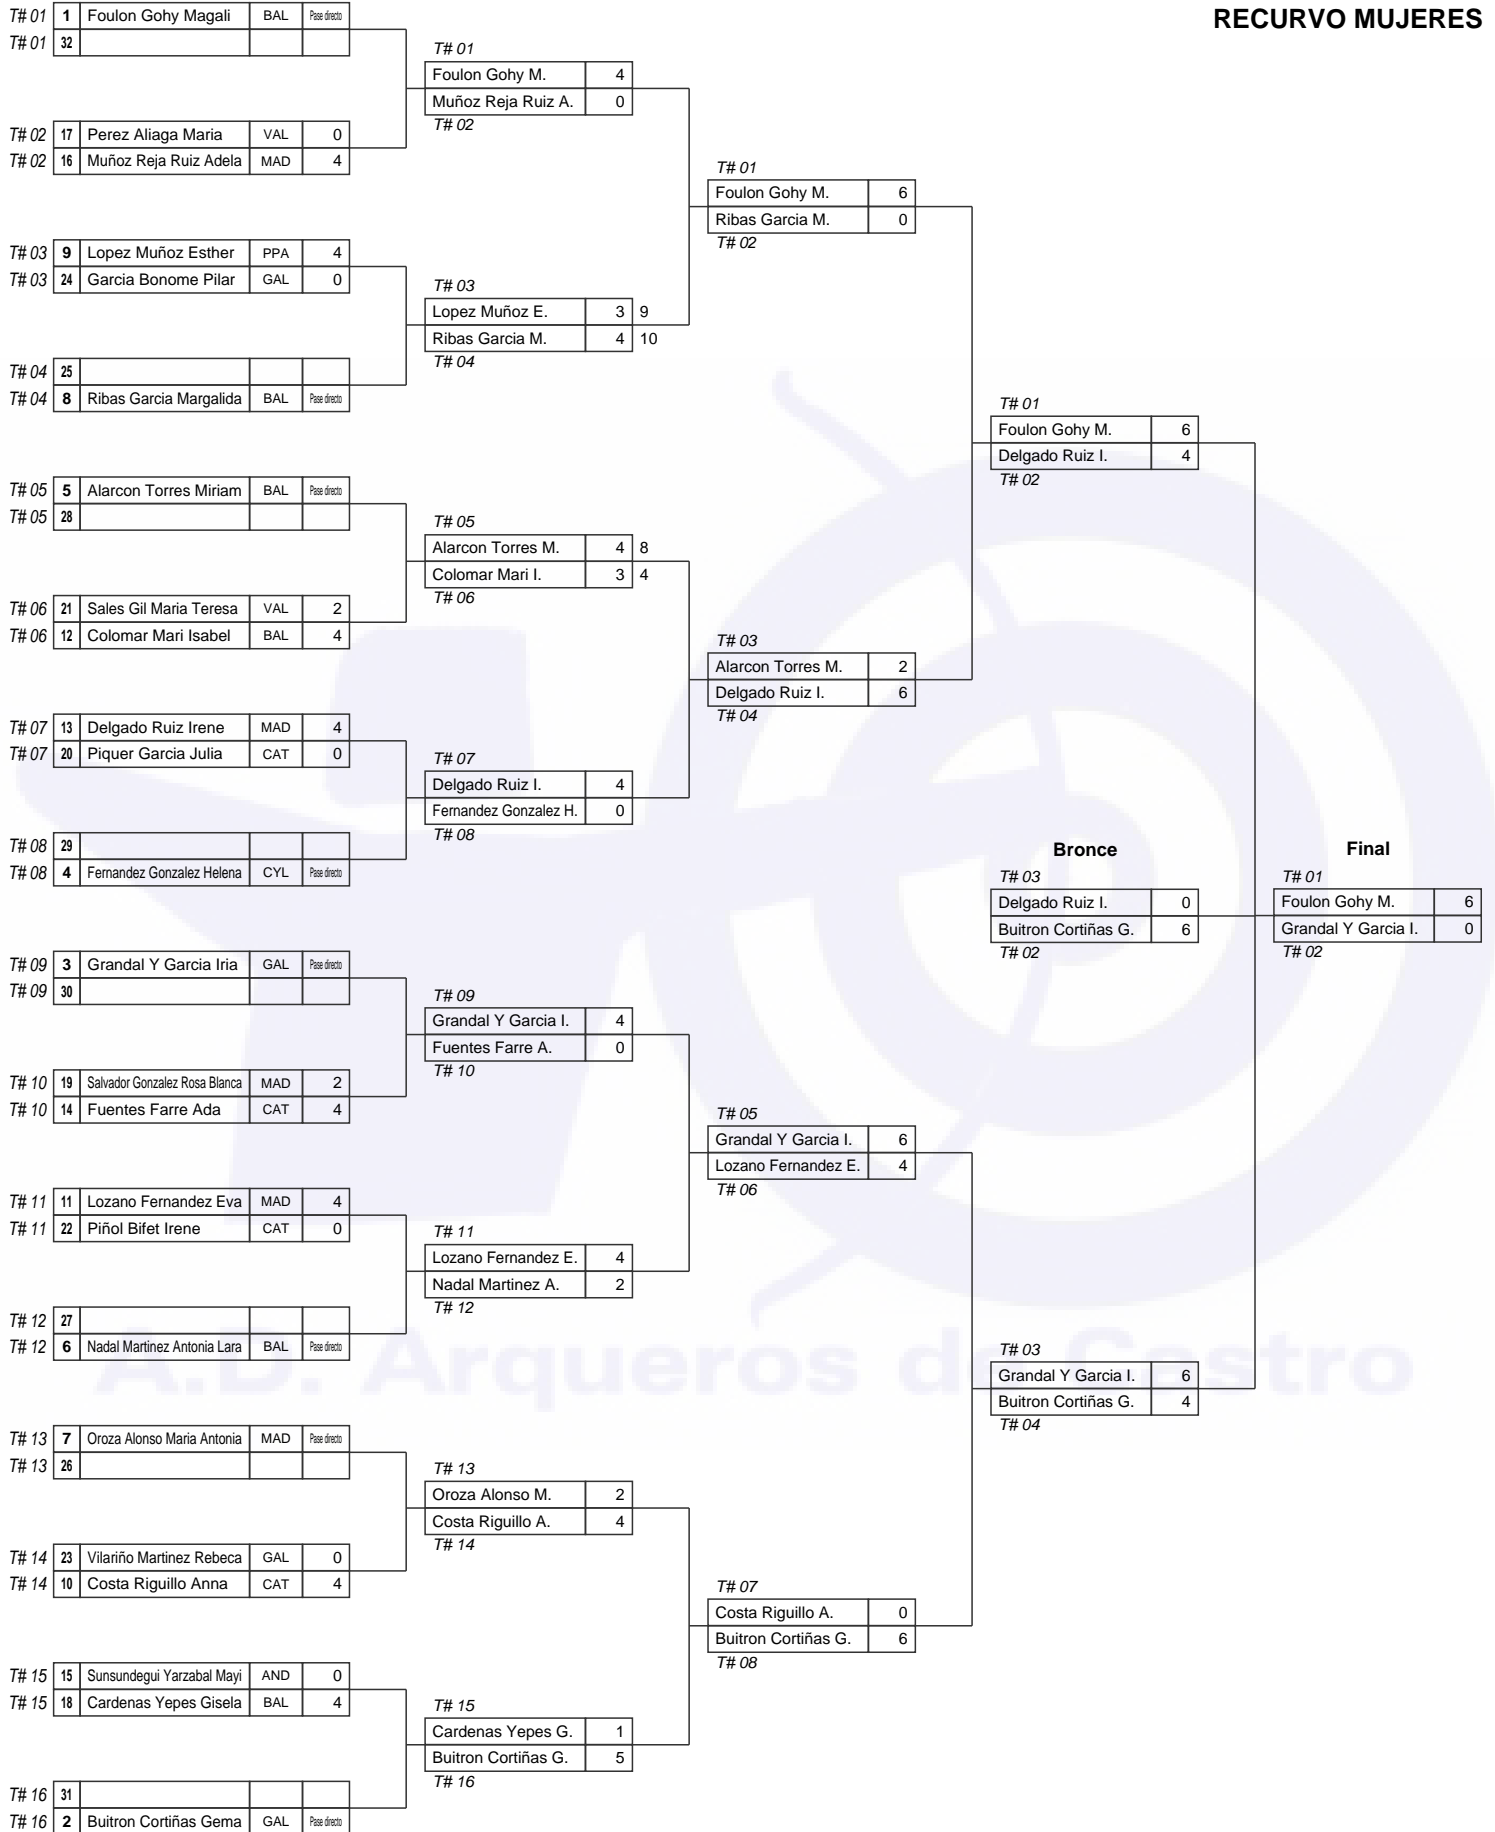 RECURVO MUJERES
T# 01 1 Foulon Gohy Magali BAL Pase directo
T# 01 32
T# 02 17 Perez Aliaga Maria VAL 0
T# 02 16 Muñoz Reja Ruiz Adela MAD 4
T# 03 9 Lopez Muñoz Esther PPA 4
T# 03 24 Garcia Bonome Pilar GAL 0
T# 04 25
T# 04 8 Ribas Garcia Margalida BAL Pase directo
T# 05 5 Alarcon Torres Miriam BAL Pase directo
T# 05 28
T# 06 21 Sales Gil Maria Teresa VAL 2
T# 06 12 Colomar Mari Isabel BAL 4
T# 07 13 Delgado Ruiz Irene MAD 4
T# 07 20 Piquer Garcia Julia CAT 0
T# 08 29
T# 08 4 Fernandez Gonzalez Helena CYL Pase directo
T# 09 3 Grandal Y Garcia Iria GAL Pase directo
T# 09 30
T# 10 19 Salvador Gonzalez Rosa Blanca MAD 2
T# 10 14 Fuentes Farre Ada CAT 4
T# 11 11 Lozano Fernandez Eva MAD 4
T# 11 22 Piñol Bifet Irene CAT 0
T# 12 27
T# 12 6 Nadal Martinez Antonia Lara BAL Pase directo
T# 13 7 Oroza Alonso Maria Antonia MAD Pase directo
T# 13 26
T# 14 23 Vilariño Martinez Rebeca GAL 0
T# 14 10 Costa Riguillo Anna CAT 4
T# 15 15 Sunsundegui Yarzabal Mayi AND 0
T# 15 18 Cardenas Yepes Gisela BAL 4
T# 16 31
T# 16 2 Buitron Cortiñas Gema GAL Pase directo
T# 01
Foulon Gohy M. 4
Muñoz Reja Ruiz A. 0
T# 02
T# 03
Lopez Muñoz E. 3 9
Ribas Garcia M. 4 10
T# 04
T# 05
Alarcon Torres M. 4 8
Colomar Mari I. 3 4
T# 06
T# 07
Delgado Ruiz I. 4
Fernandez Gonzalez H. 0
T# 08
T# 09
Grandal Y Garcia I. 4
Fuentes Farre A. 0
T# 10
T# 11
Lozano Fernandez E. 4
Nadal Martinez A. 2
T# 12
T# 13
Oroza Alonso M. 2
Costa Riguillo A. 4
T# 14
T# 15
Cardenas Yepes G. 1
Buitron Cortiñas G. 5
T# 16
T# 01
Foulon Gohy M. 6
Ribas Garcia M. 0
T# 02
T# 03
Alarcon Torres M. 2
Delgado Ruiz I. 6
T# 04
T# 05
Grandal Y Garcia I. 6
Lozano Fernandez E. 4
T# 06
T# 07
Costa Riguillo A. 0
Buitron Cortiñas G. 6
T# 08
T# 01
Foulon Gohy M. 6
Delgado Ruiz I. 4
T# 02
T# 03
Grandal Y Garcia I. 6
Buitron Cortiñas G. 4
T# 04
Bronce
T# 03
Delgado Ruiz I. 0
Buitron Cortiñas G. 6
T# 02
Final
T# 01
Foulon Gohy M. 6
Grandal Y Garcia I. 0
T# 02
A.D. Arqueros de Castro